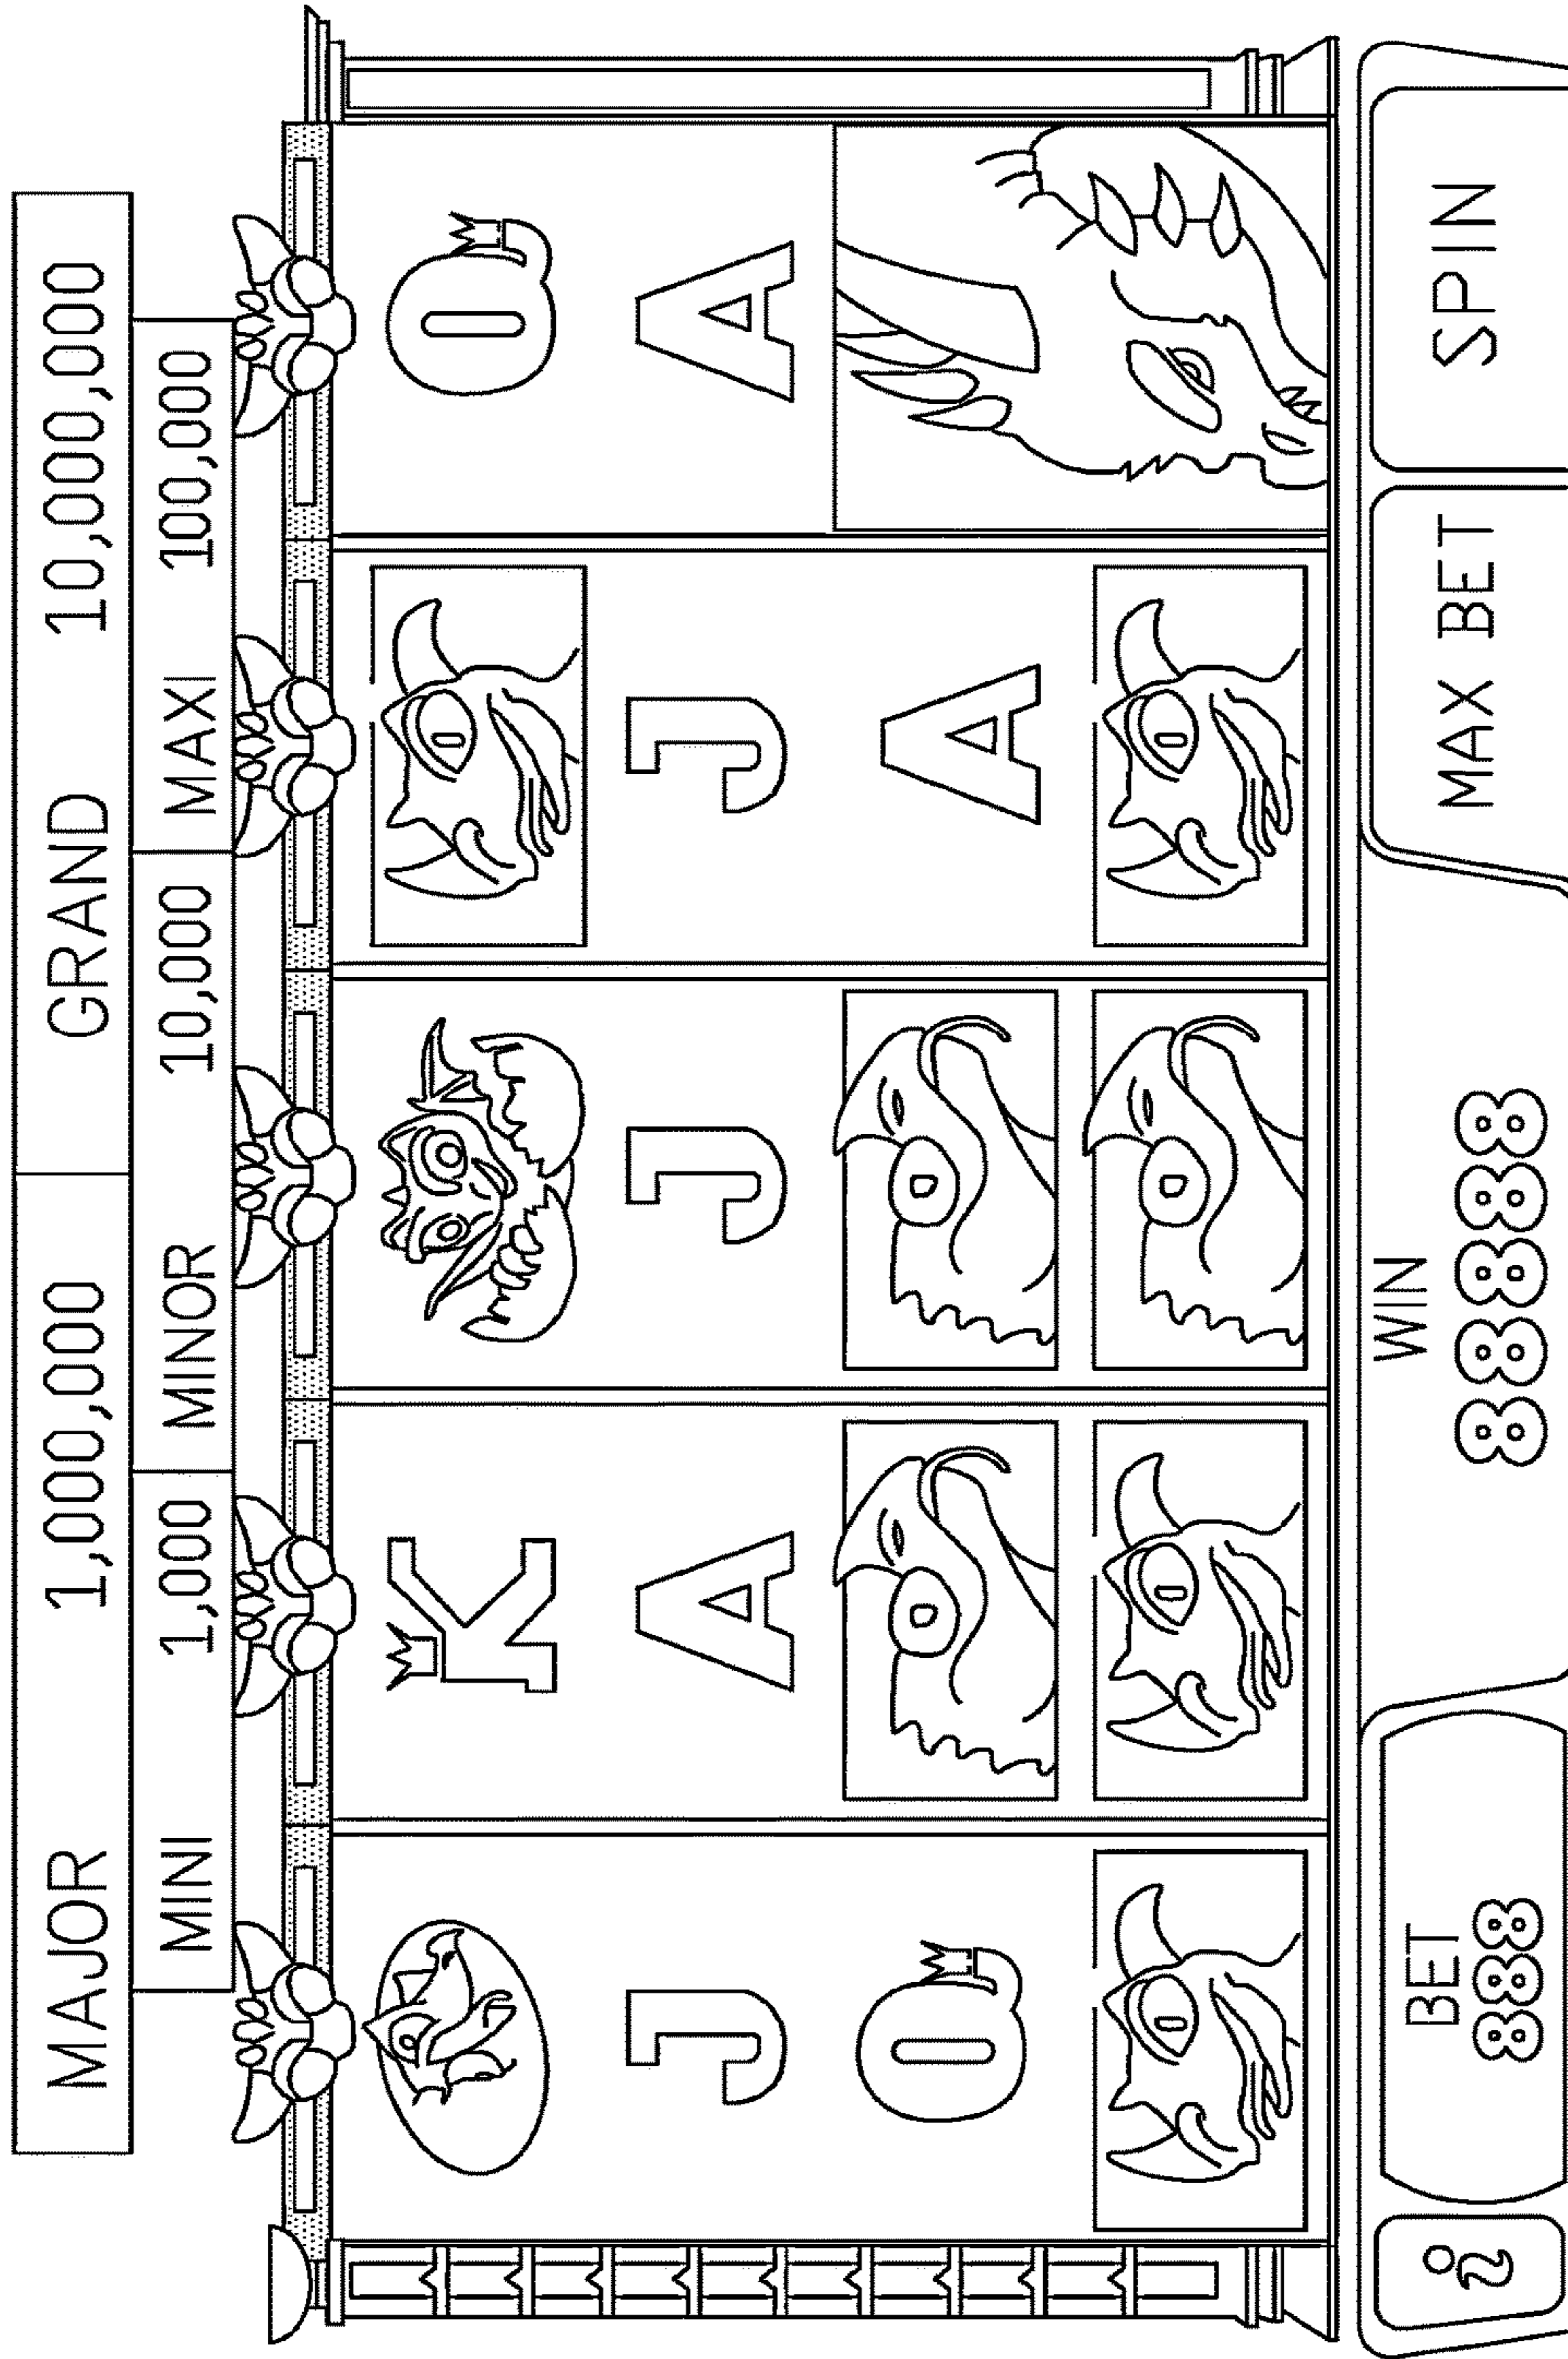 MAJOR 1,000,000 GRAND 10,000,000
MINI 1,000 MINOR 10,000 MAXI 100,000
K Q
J A J J A
Q A
i
BET
888
WIN
88888
MAX BET
SPIN